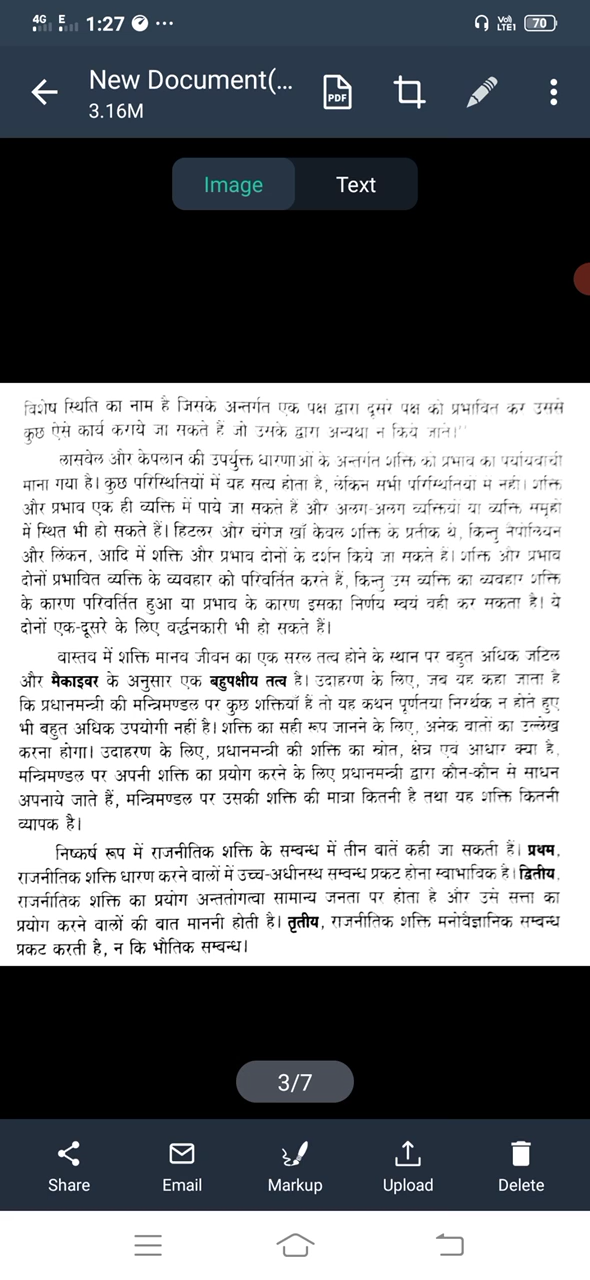 4G E 1:27 ... Vo) LTE1 70
New Document(...
3.16M
PDF
Image Text
विशेष स्थिति का नाम है जिसके अन्तर्गत एक पक्ष द्वारा दूसरे पक्ष को प्रभावित कर उससे
कुछ ऐसे कार्य कराये जा सकते हैं जो उसके द्वारा अन्यथा न किये जाते।''
लासवेल और केपलान की उपर्युक्त धारणाओं के अन्तर्गत शक्ति को प्रभाव का पर्यायवाची
माना गया है। कुछ परिस्थितियों में यह सत्य होता है, लेकिन सभी परिस्थितियों में नहीं। शक्ति
और प्रभाव एक ही व्यक्ति में पाये जा सकते हैं और अलग-अलग व्यक्तियों या व्यक्ति समूहों
में स्थित भी हो सकते हैं। हिटलर और चंगेज खाँ केवल शक्ति के प्रतीक थे, किन्तु नेपोलियन
और लिंकन, आदि में शक्ति और प्रभाव दोनों के दर्शन किये जा सकते हैं। शक्ति और प्रभाव
दोनों प्रभावित व्यक्ति के व्यवहार को परिवर्तित करते हैं, किन्तु उस व्यक्ति का व्यवहार शक्ति
के कारण परिवर्तित हुआ या प्रभाव के कारण इसका निर्णय स्वयं वही कर सकता है। ये
दोनों एक-दूसरे के लिए वर्द्धनकारी भी हो सकते हैं।
वास्तव में शक्ति मानव जीवन का एक सरल तत्व होने के स्थान पर बहुत अधिक जटिल
और मैकाइवर के अनुसार एक बहुपक्षीय तत्व है। उदाहरण के लिए, जब यह कहा जाता है
कि प्रधानमन्त्री की मन्त्रिमण्डल पर कुछ शक्तियाँ हैं तो यह कथन पूर्णतया निरर्थक न होते हुए
भी बहुत अधिक उपयोगी नहीं है। शक्ति का सही रूप जानने के लिए, अनेक बातों का उल्लेख
करना होगा। उदाहरण के लिए, प्रधानमन्त्री की शक्ति का स्रोत, क्षेत्र एवं आधार क्या है,
मन्त्रिमण्डल पर अपनी शक्ति का प्रयोग करने के लिए प्रधानमन्त्री द्वारा कौन-कौन से साधन
अपनाये जाते हैं, मन्त्रिमण्डल पर उसकी शक्ति की मात्रा कितनी है तथा यह शक्ति कितनी
व्यापक है।
निष्कर्ष रूप में राजनीतिक शक्ति के सम्बन्ध में तीन बातें कही जा सकती हैं। प्रथम,
राजनीतिक शक्ति धारण करने वालों में उच्च-अधीनस्थ सम्बन्ध प्रकट होना स्वाभाविक है। द्वितीय,
राजनीतिक शक्ति का प्रयोग अन्ततोगत्वा सामान्य जनता पर होता है और उसे सत्ता का
प्रयोग करने वालों की बात माननी होती है। तृतीय, राजनीतिक शक्ति मनोवैज्ञानिक सम्बन्ध
प्रकट करती है, न कि भौतिक सम्बन्ध।
3/7
Share Email Markup Upload Delete